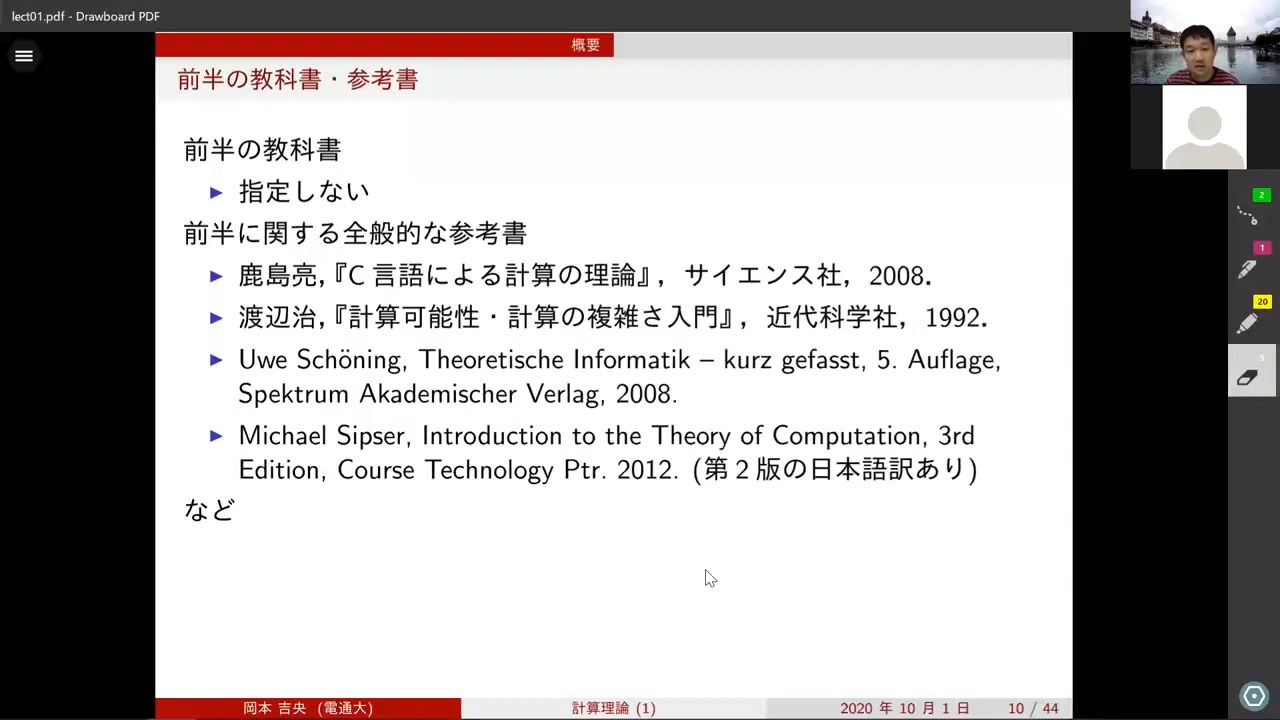 lect01.pdf - Drawboard PDF
概要
前半の教科書・参考書
前半の教科書
▶ 指定しない
前半に関する全般的な参考書
▶ 鹿島亮,『C 言語による計算の理論』, サイエンス社, 2008.
▶ 渡辺治,『計算可能性・計算の複雑さ入門』, 近代科学社, 1992.
▶ Uwe Schöning, Theoretische Informatik – kurz gefasst, 5. Auflage,
Spektrum Akademischer Verlag, 2008.
▶ Michael Sipser, Introduction to the Theory of Computation, 3rd
Edition, Course Technology Ptr. 2012. (第 2 版の日本語訳あり)
など
2
1
20
5
岡本 吉央 (電通大)
計算理論 (1)
2020 年 10 月 1 日
10 / 44